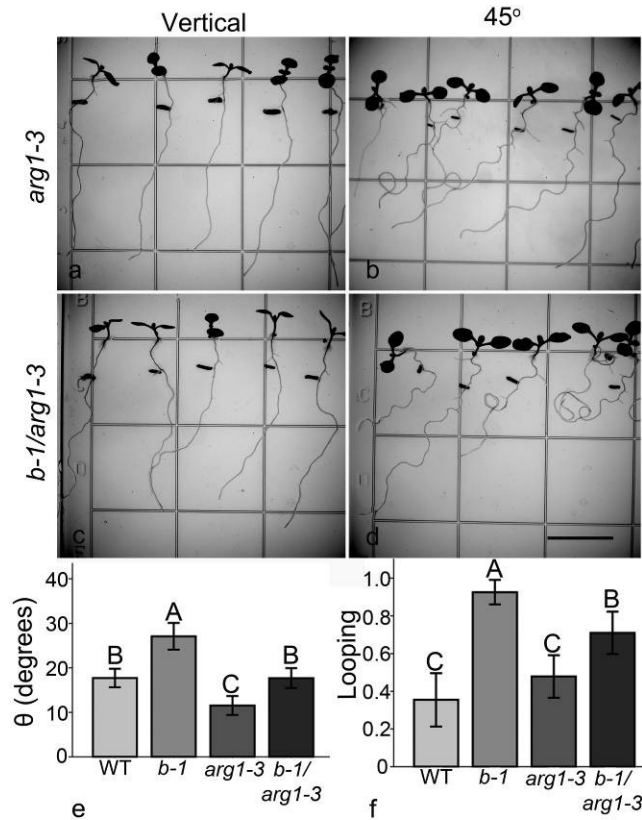 Vertical
45°
arg1-3
a
b
b-1/arg1-3
B
c
B
d
θ (degrees)
40
30
20
10
0
B
A
C
B
WT
b-1
arg1-3
b-1/
arg1-3
e
Looping
1.0
0.8
0.6
0.4
0.2
0
C
A
C
B
WT
b-1
arg1-3
b-1/
arg1-3
f